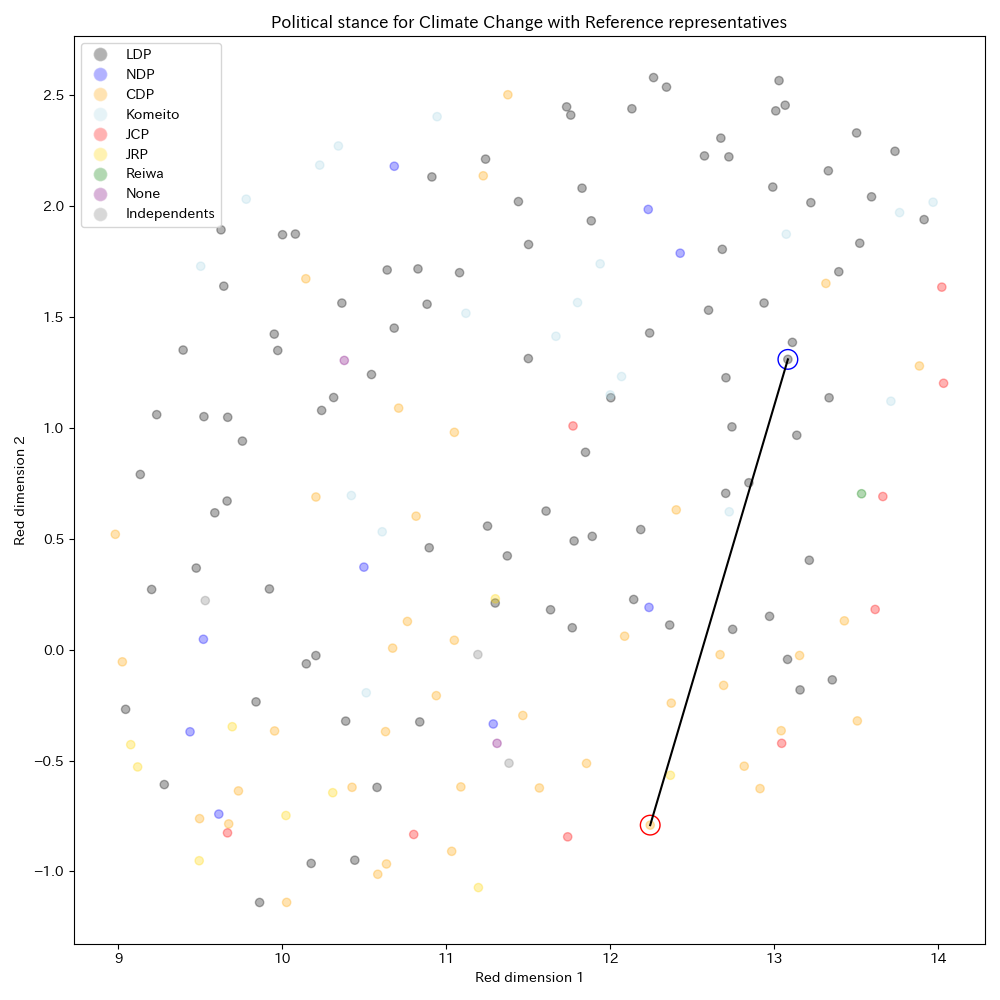 Political stance for Climate Change with Reference representatives
LDP
NDP
CDP
Komeito
JCP
JRP
Reiwa
None
Independents
2.5
2.0
1.5
1.0
0.5
0.0
−0.5
−1.0
Red dimension 2
9 10 11 12 13 14
Red dimension 1